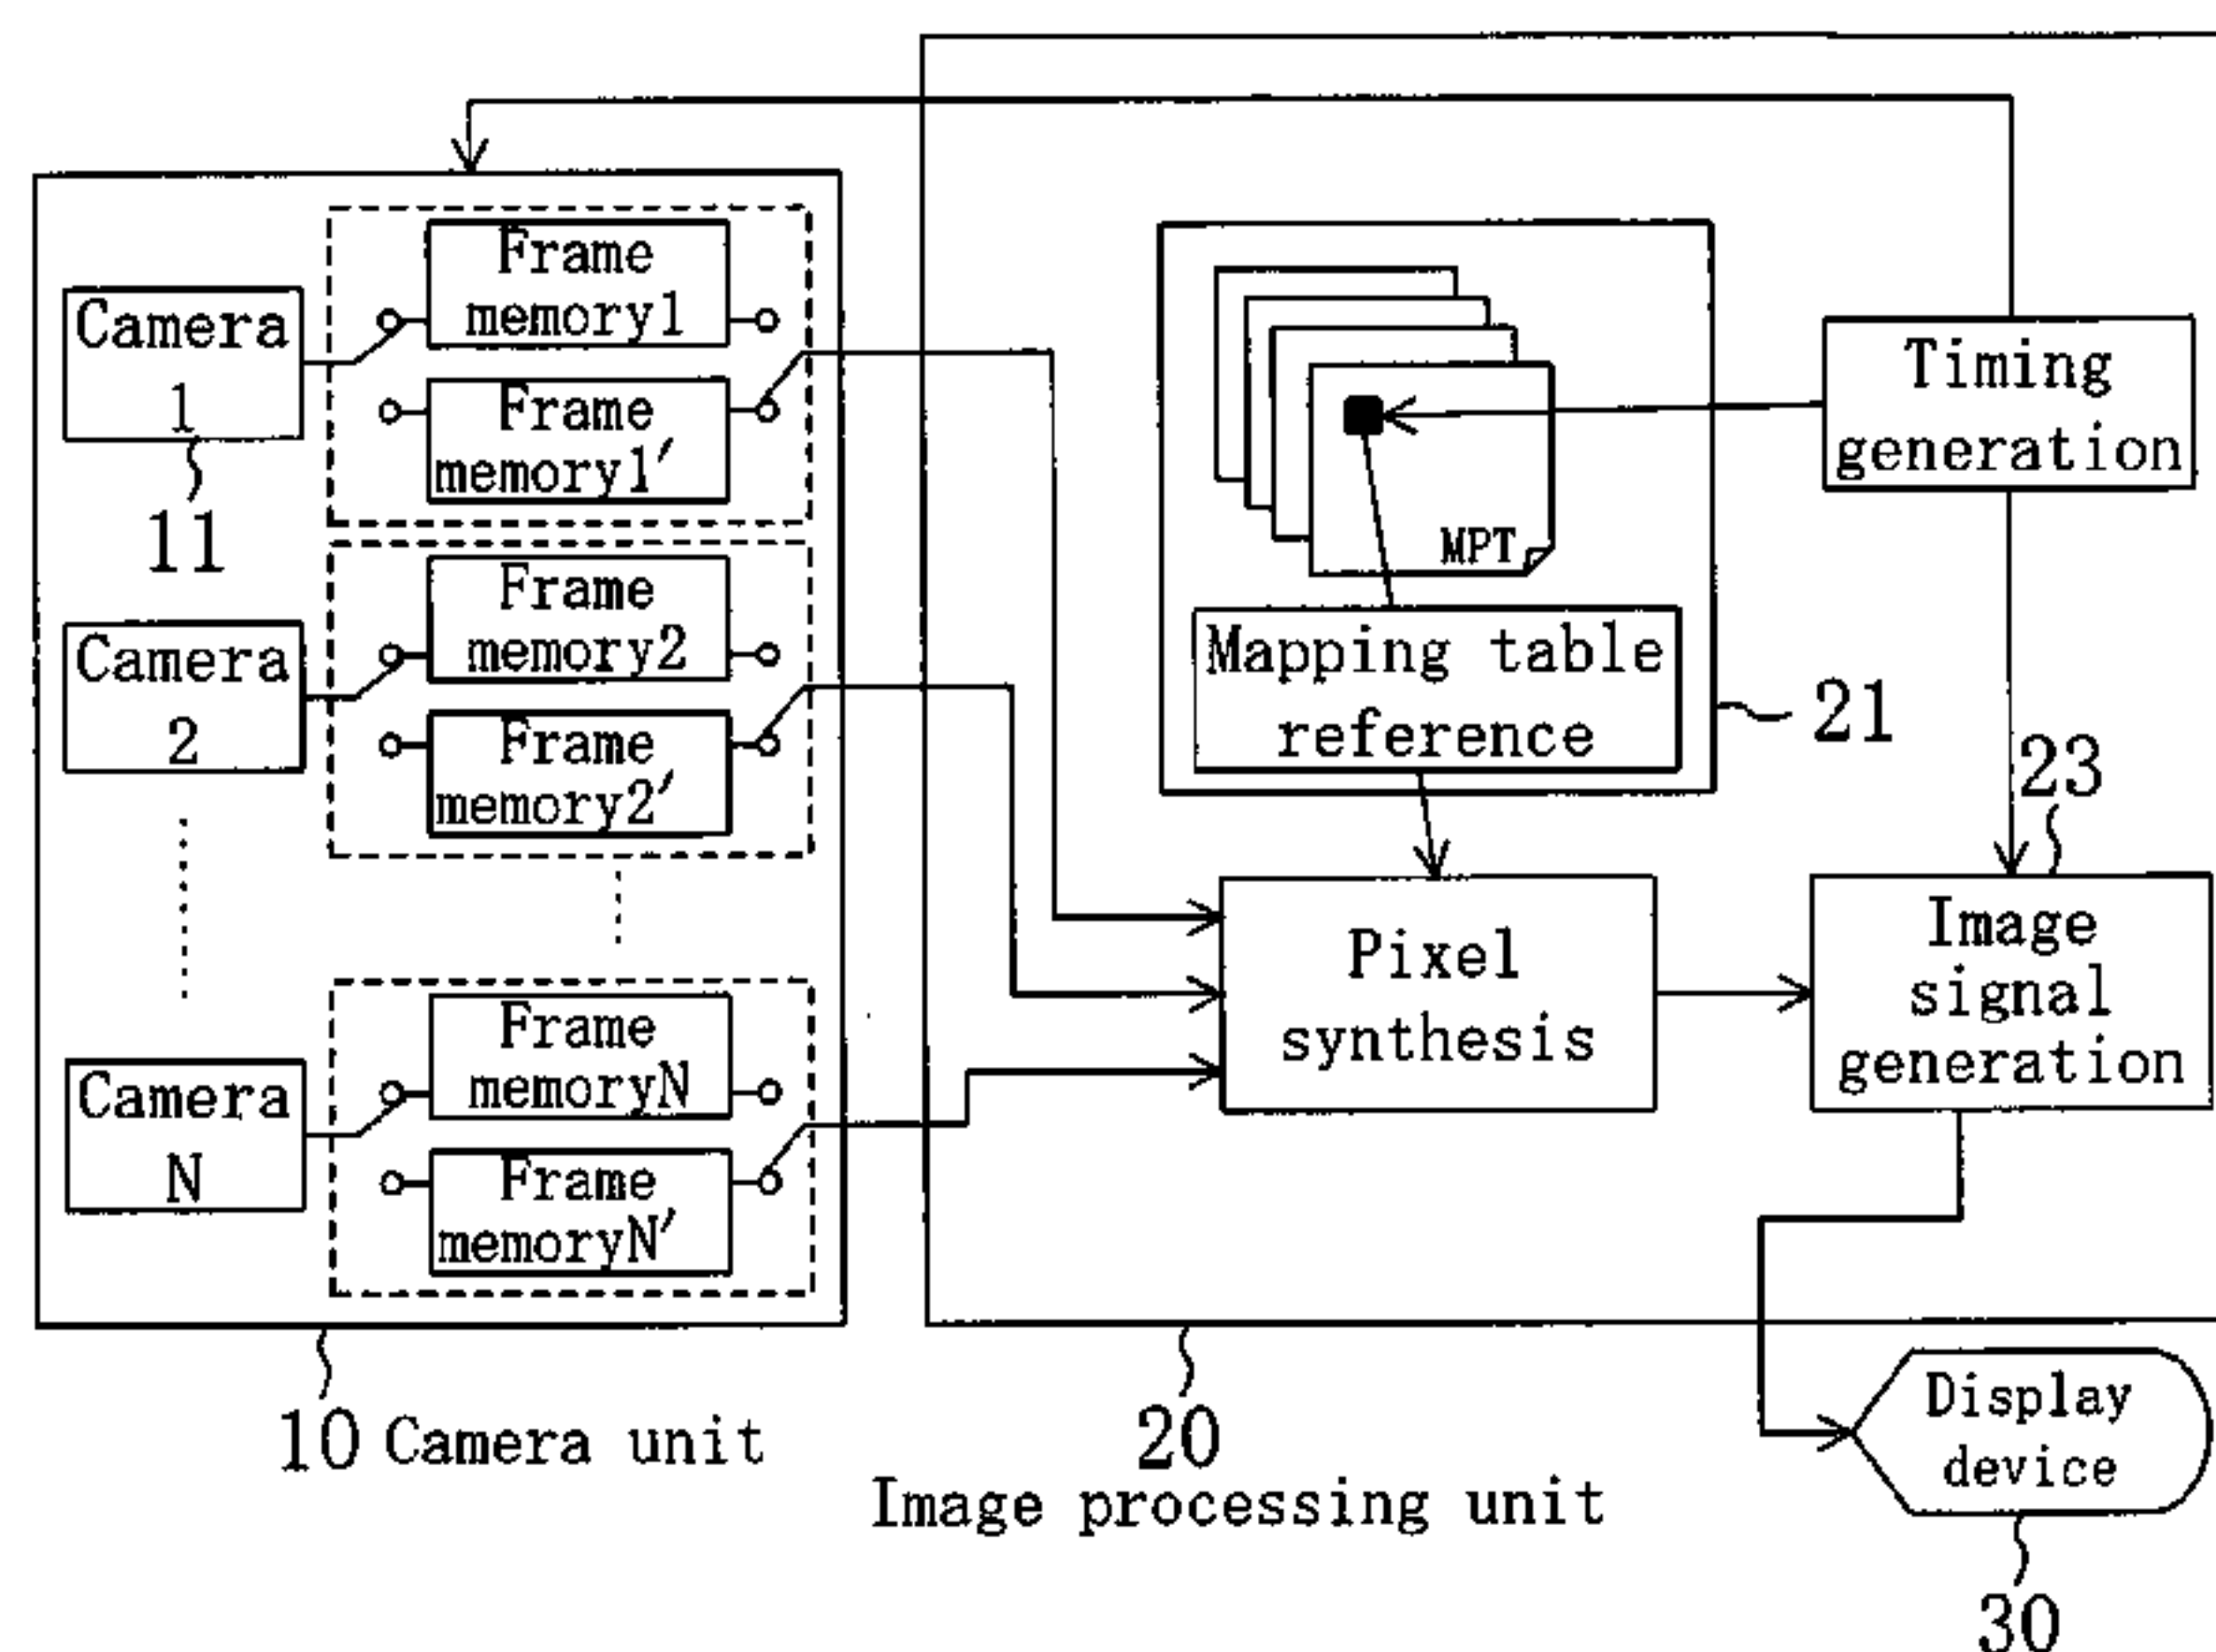 Camera
1
11
Frame
memory1
Frame
memory1′
Camera
2
Frame
memory2
Frame
memory2′
Camera
N
Frame
memoryN
Frame
memoryN′
10 Camera unit
MPT
Mapping table
reference
21
Timing
generation
23
Pixel
synthesis
Image
signal
generation
20
Image processing unit
Display
device
30